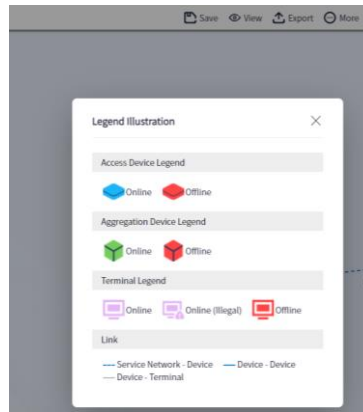 Save View Export More
Legend Illustration
Access Device Legend
Online Offline
Aggregation Device Legend
Online Offline
Terminal Legend
Online Online (Illegal) Offline
Link
Service Network - Device Device - Device
Device - Terminal